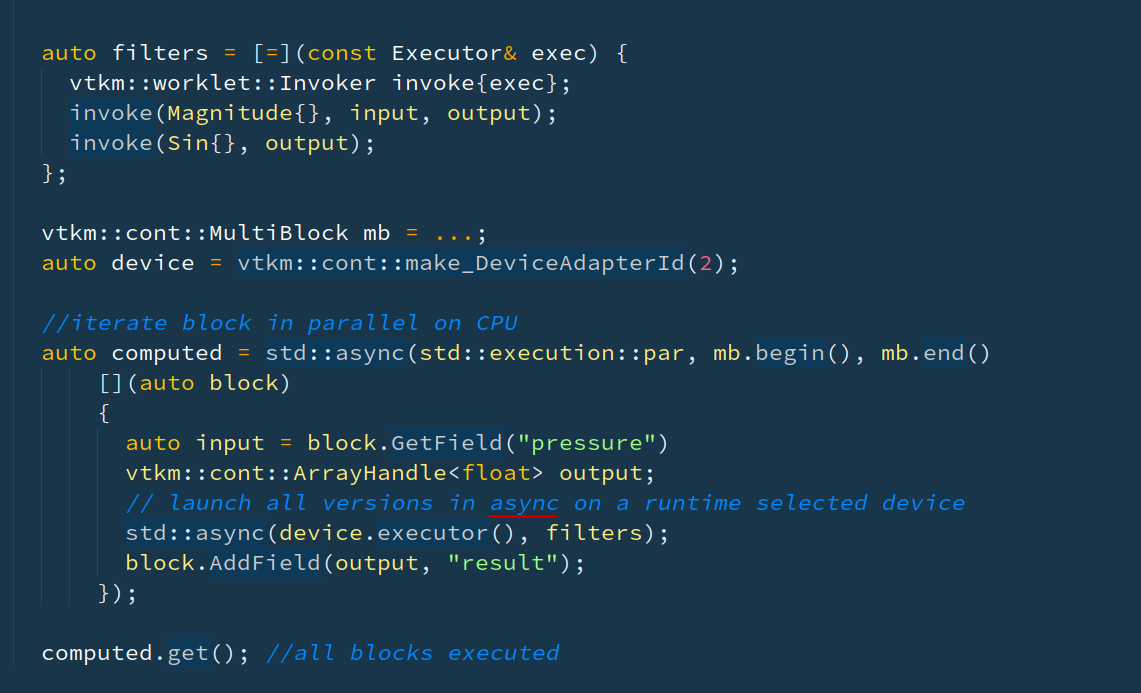 auto filters = [=](const Executor& exec) {
  vtkm::worklet::Invoker invoke{exec};
  invoke(Magnitude{}, input, output);
  invoke(Sin{}, output);
};

vtkm::cont::MultiBlock mb = ...;
auto device = vtkm::cont::make_DeviceAdapterId(2);

//iterate block in parallel on CPU
auto computed = std::async(std::execution::par, mb.begin(), mb.end()
    [](auto block)
    {
      auto input = block.GetField("pressure")
      vtkm::cont::ArrayHandle<float> output;
      // launch all versions in async on a runtime selected device
      std::async(device.executor(), filters);
      block.AddField(output, "result");
    });

computed.get(); //all blocks executed